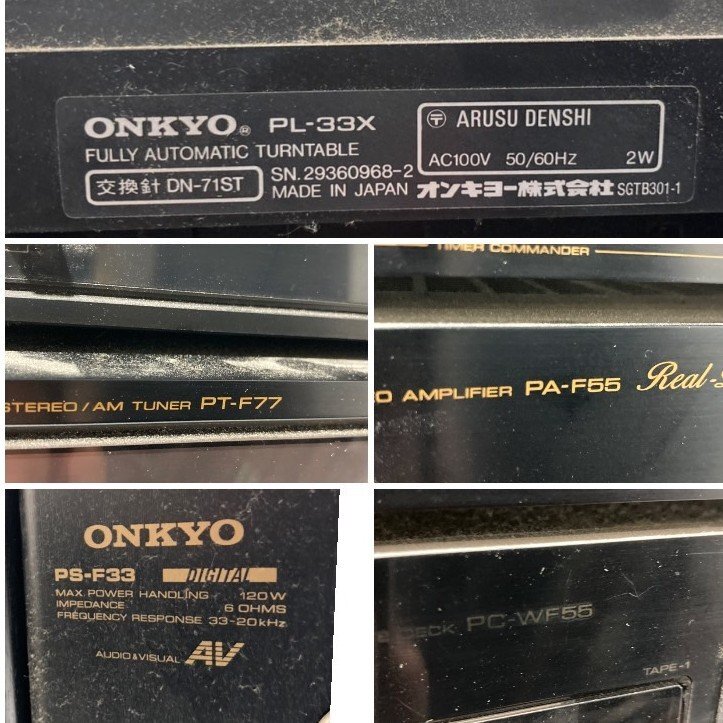 ONKYO® PL-33X
FULLY AUTOMATIC TURNTABLE
交換針 DN-71ST
SN.29360968-2
MADE IN JAPAN
〒 ARUSU DENSHI
AC100V 50/60Hz 2W
オンキヨー株式会社 SGTB301-1
STEREO/AM TUNER PT-F77
TIMER COMMANDER
O AMPLIFIER PA-F55 Real-
ONKYO
PS-F33 DIGITAL
MAX. POWER HANDLING 120W
IMPEDANCE 6 OHMS
FREQUENCY RESPONSE 33-20kHz
AUDIO & VISUAL AV
DECK PC-WF55
TAPE-1